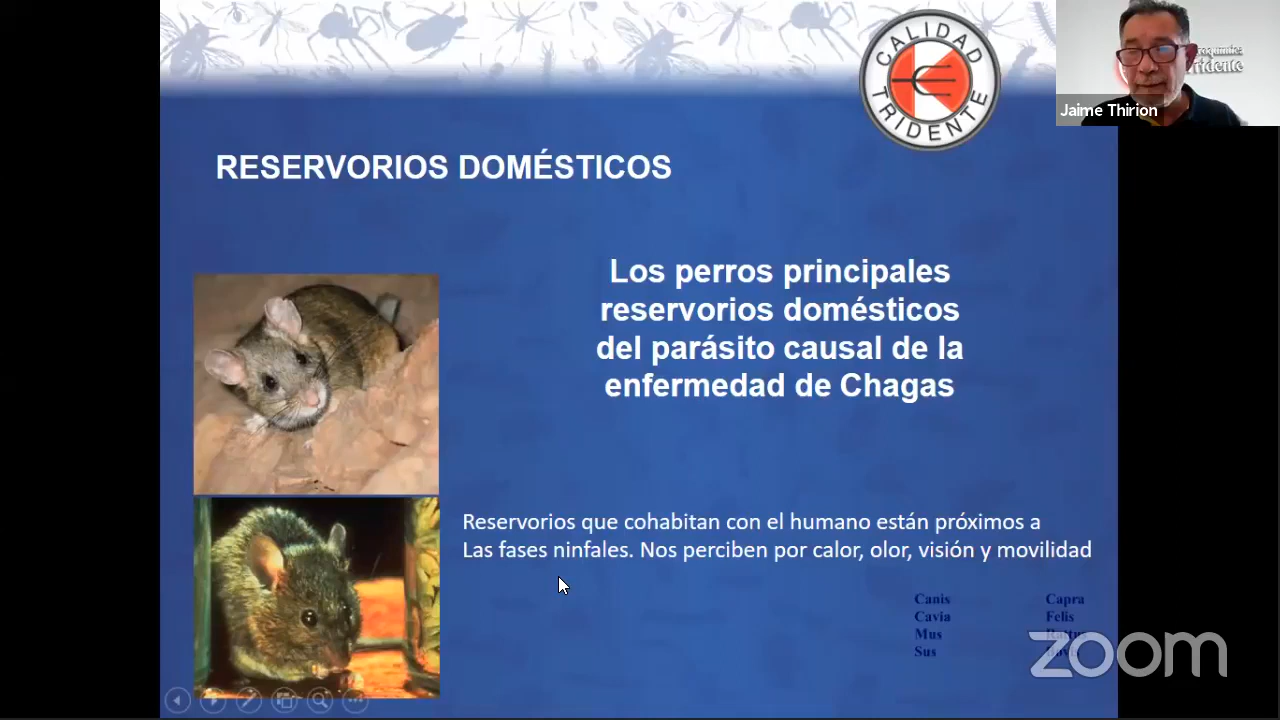 CALIDAD
TRIDENTE
Tridente
Jaime Thirion
RESERVORIOS DOMÉSTICOS
Los perros principales
reservorios domésticos
del parásito causal de la
enfermedad de Chagas
Reservorios que cohabitan con el humano están próximos a
Las fases ninfales. Nos perciben por calor, olor, visión y movilidad
Canis Capra
Cavia Felis
Mus Rattus
Sus
zoom